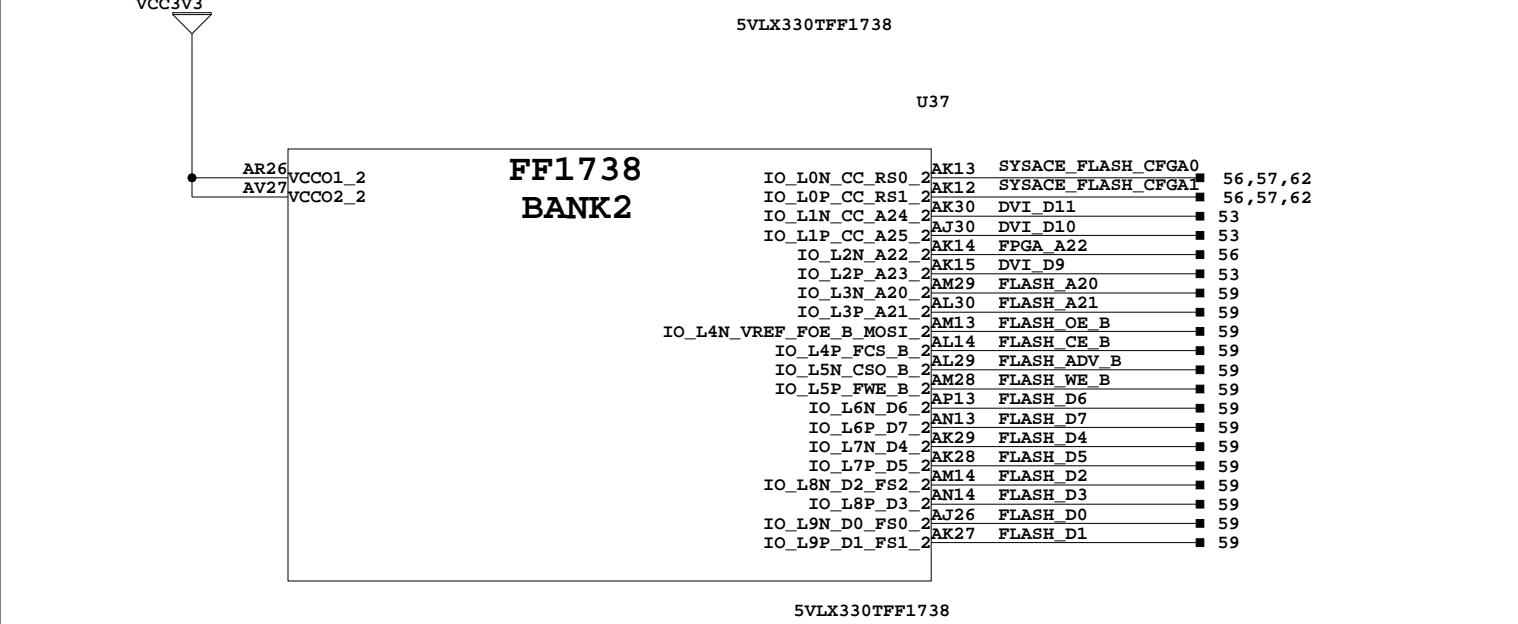 VCC3V3
5VLX330TFF1738
U37
FF1738
BANK2
AR26 VCCO1_2
AV27 VCCO2_2
IO_L0N_CC_RS0_2 AK13 SYSACE_FLASH_CFGA0 56,57,62
IO_L0P_CC_RS1_2 AK12 SYSACE_FLASH_CFGA1 56,57,62
IO_L1N_CC_A24_2 AK30 DVI_D11 53
IO_L1P_CC_A25_2 AJ30 DVI_D10 53
IO_L2N_A22_2 AK14 FPGA_A22 56
IO_L2P_A23_2 AK15 DVI_D9 53
IO_L3N_A20_2 AM29 FLASH_A20 59
IO_L3P_A21_2 AL30 FLASH_A21 59
IO_L4N_VREF_FOE_B_MOSI_2 AM13 FLASH_OE_B 59
IO_L4P_FCS_B_2 AL14 FLASH_CE_B 59
IO_L5N_CSO_B_2 AL29 FLASH_ADV_B 59
IO_L5P_FWE_B_2 AM28 FLASH_WE_B 59
IO_L6N_D6_2 AP13 FLASH_D6 59
IO_L6P_D7_2 AN13 FLASH_D7 59
IO_L7N_D4_2 AK29 FLASH_D4 59
IO_L7P_D5_2 AK28 FLASH_D5 59
IO_L8N_D2_FS2_2 AM14 FLASH_D2 59
IO_L8P_D3_2 AN14 FLASH_D3 59
IO_L9N_D0_FS0_2 AJ26 FLASH_D0 59
IO_L9P_D1_FS1_2 AK27 FLASH_D1 59
5VLX330TFF1738